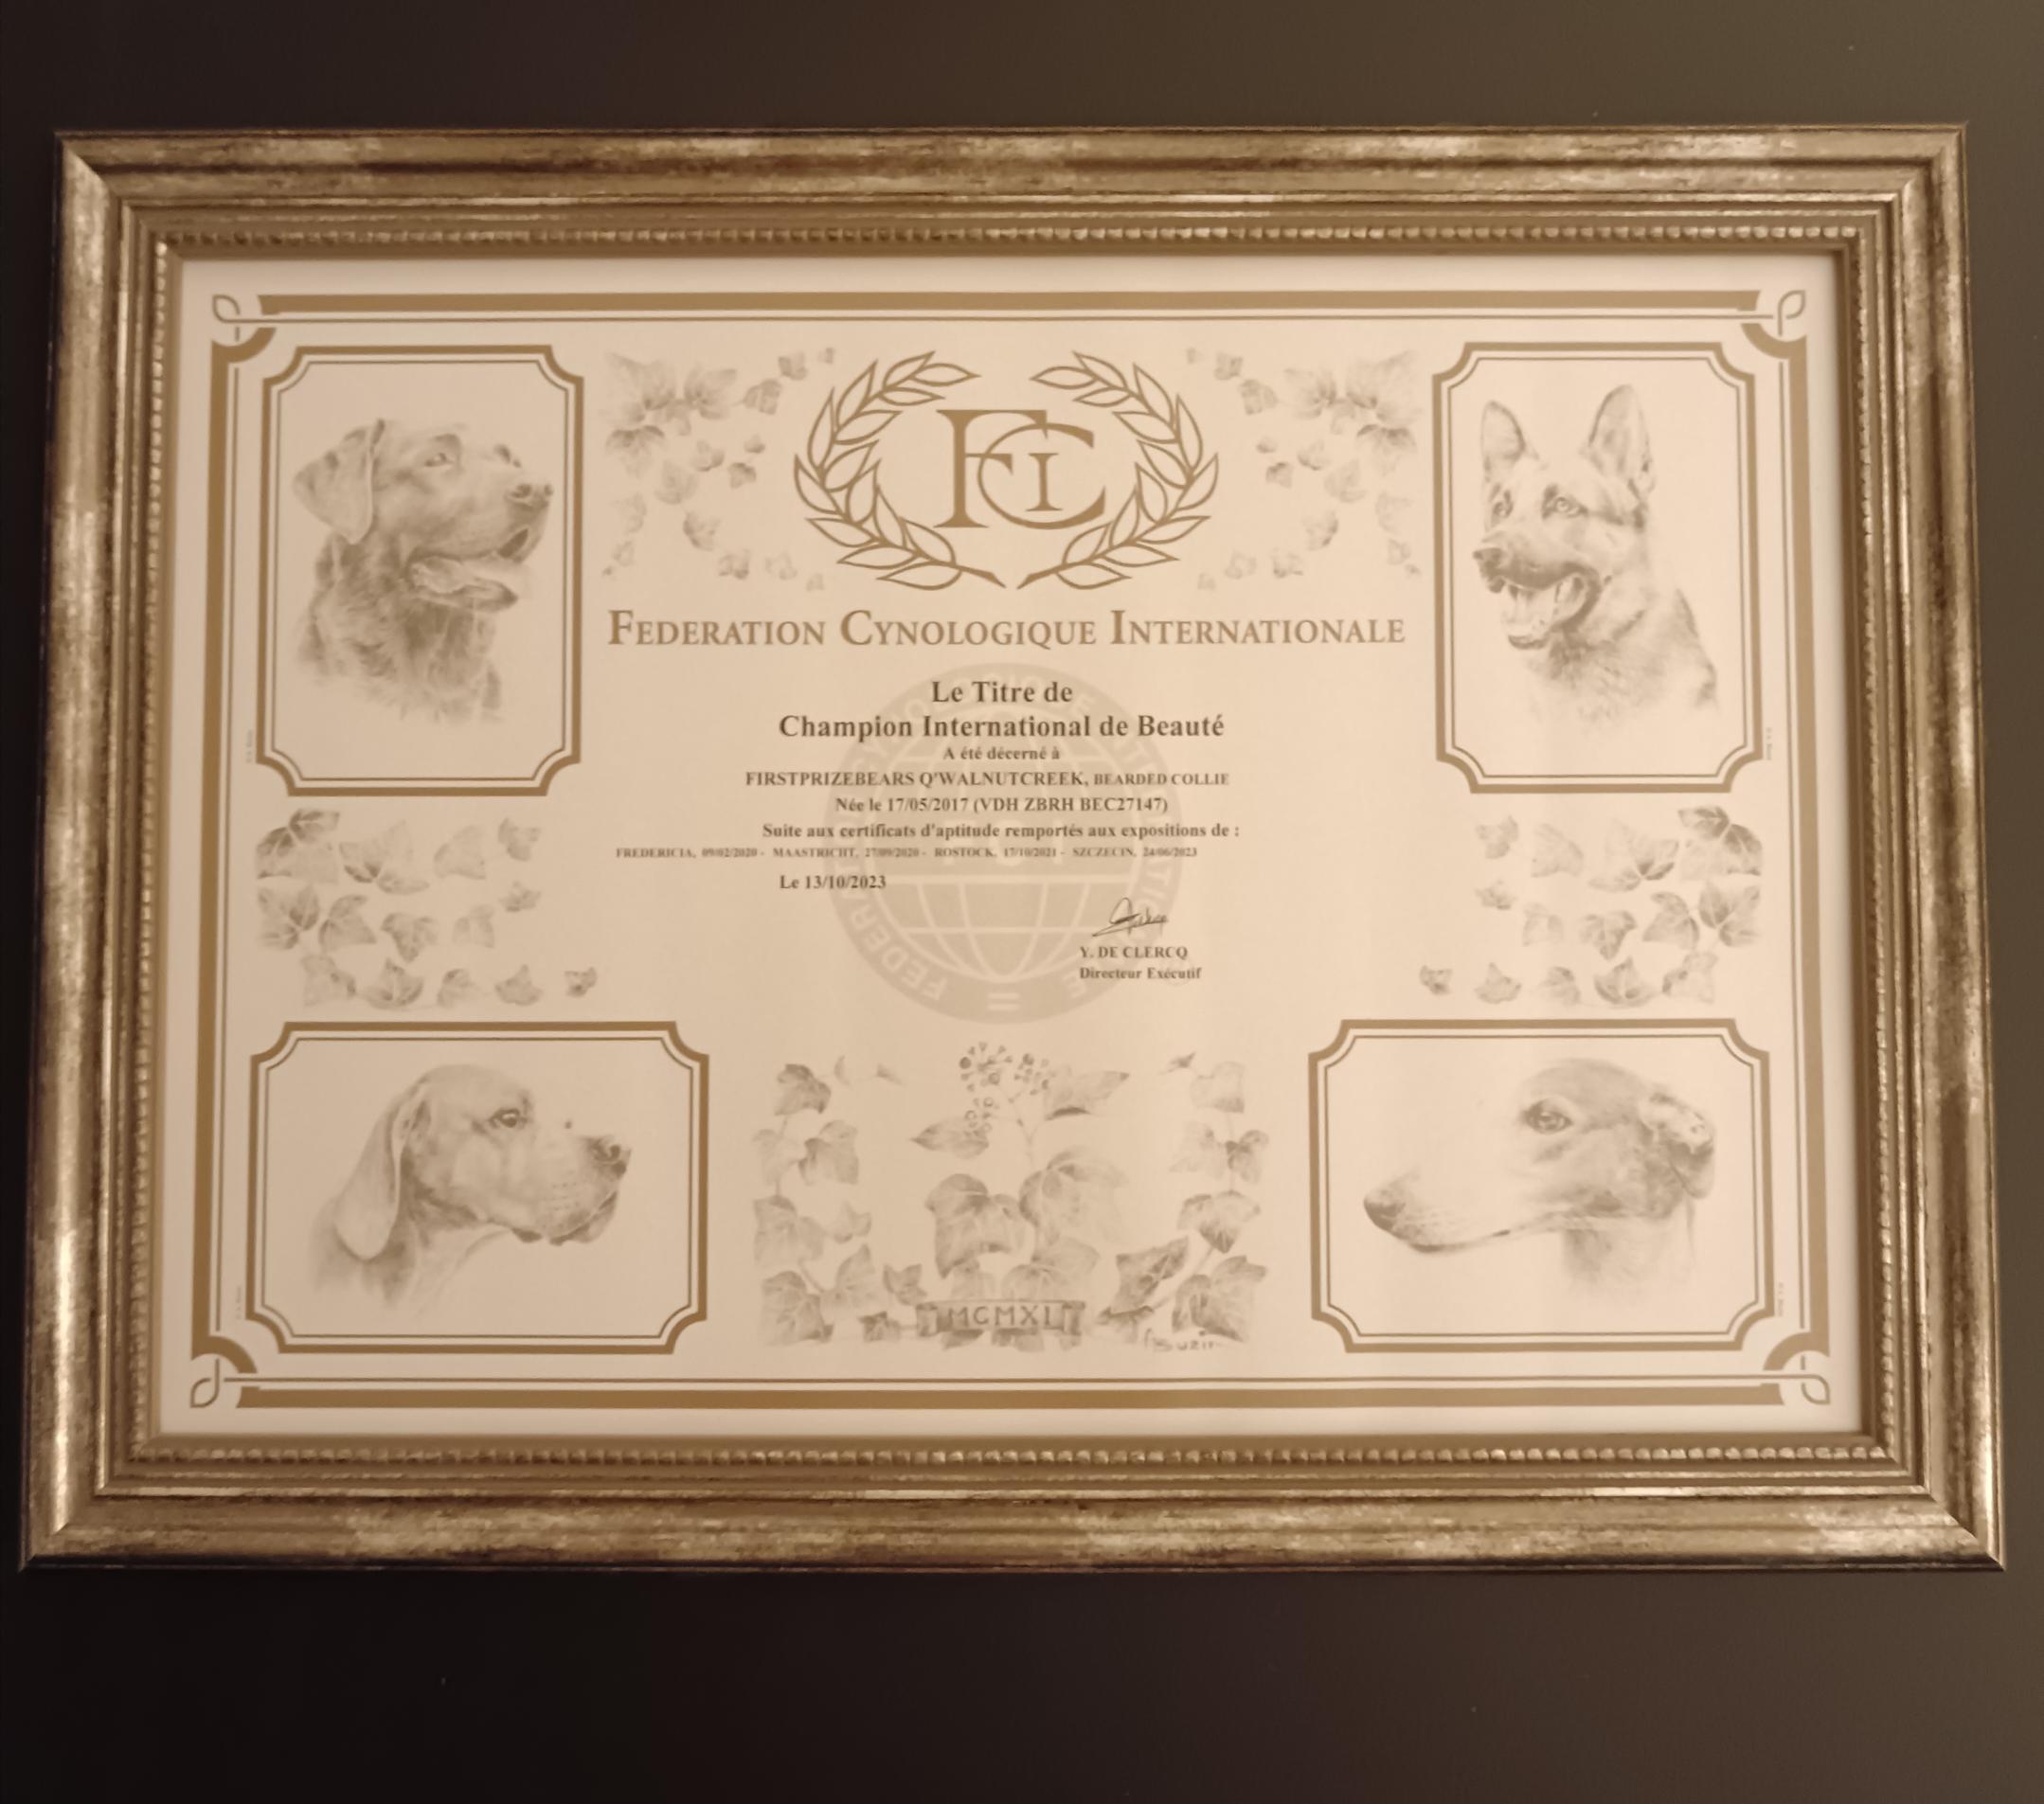 FCI
FEDERATION CYNOLOGIQUE INTERNATIONALE
Le Titre de
Champion International de Beauté
A été décerné à
FIRSTPRIZEBEARS Q'WALNUTCREEK, BEARDED COLLIE
Née le 17/05/2017 (VDH ZBRH BEC27147)
Suite aux certificats d'aptitude remportés aux expositions de :
FREDERICIA, 09/02/2020 - MAASTRICHT, 27/09/2020 - ROSTOCK, 17/10/2021 - SZCZECIN, 24/06/2023
Le 13/10/2023
Y. DE CLERCQ
Directeur Exécutif
MCMXI